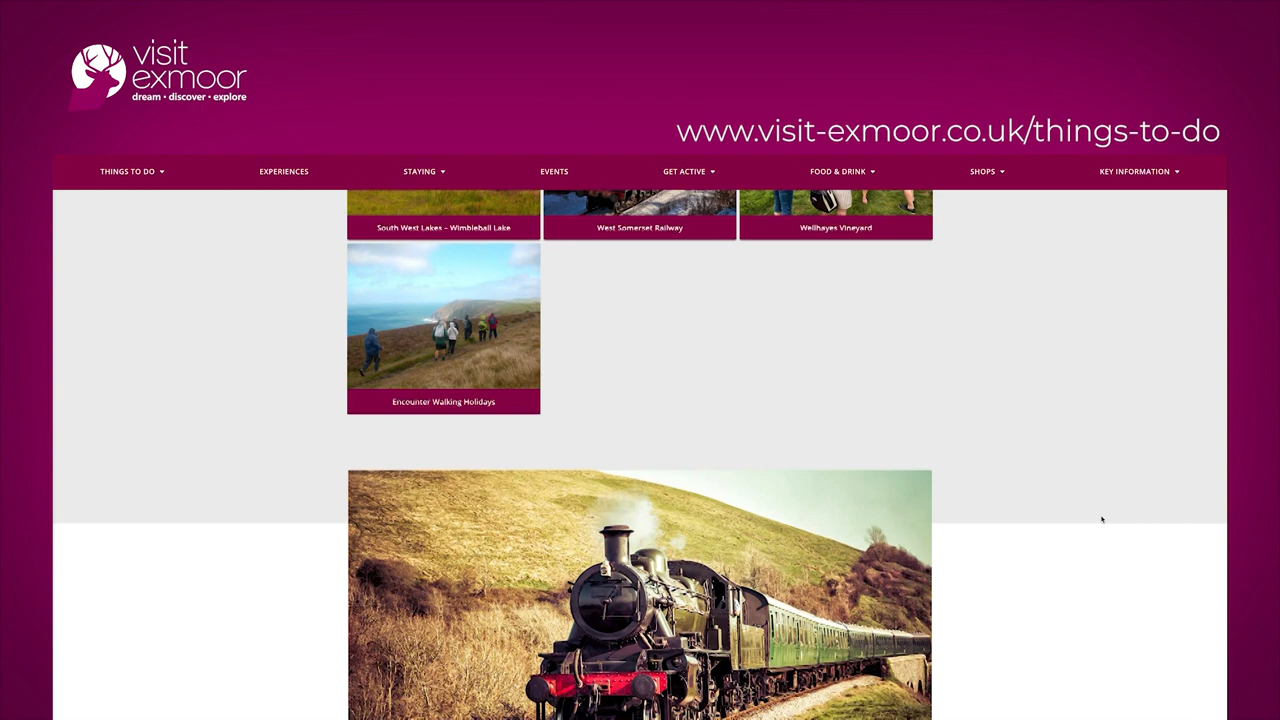 visit
exmoor
dream • discover • explore
www.visit-exmoor.co.uk/things-to-do
THINGS TO DO EXPERIENCES STAYING EVENTS GET ACTIVE FOOD & DRINK SHOPS KEY INFORMATION
South West Lakes – Wimbleball Lake West Somerset Railway Wellhayes Vineyard
Encounter Walking Holidays